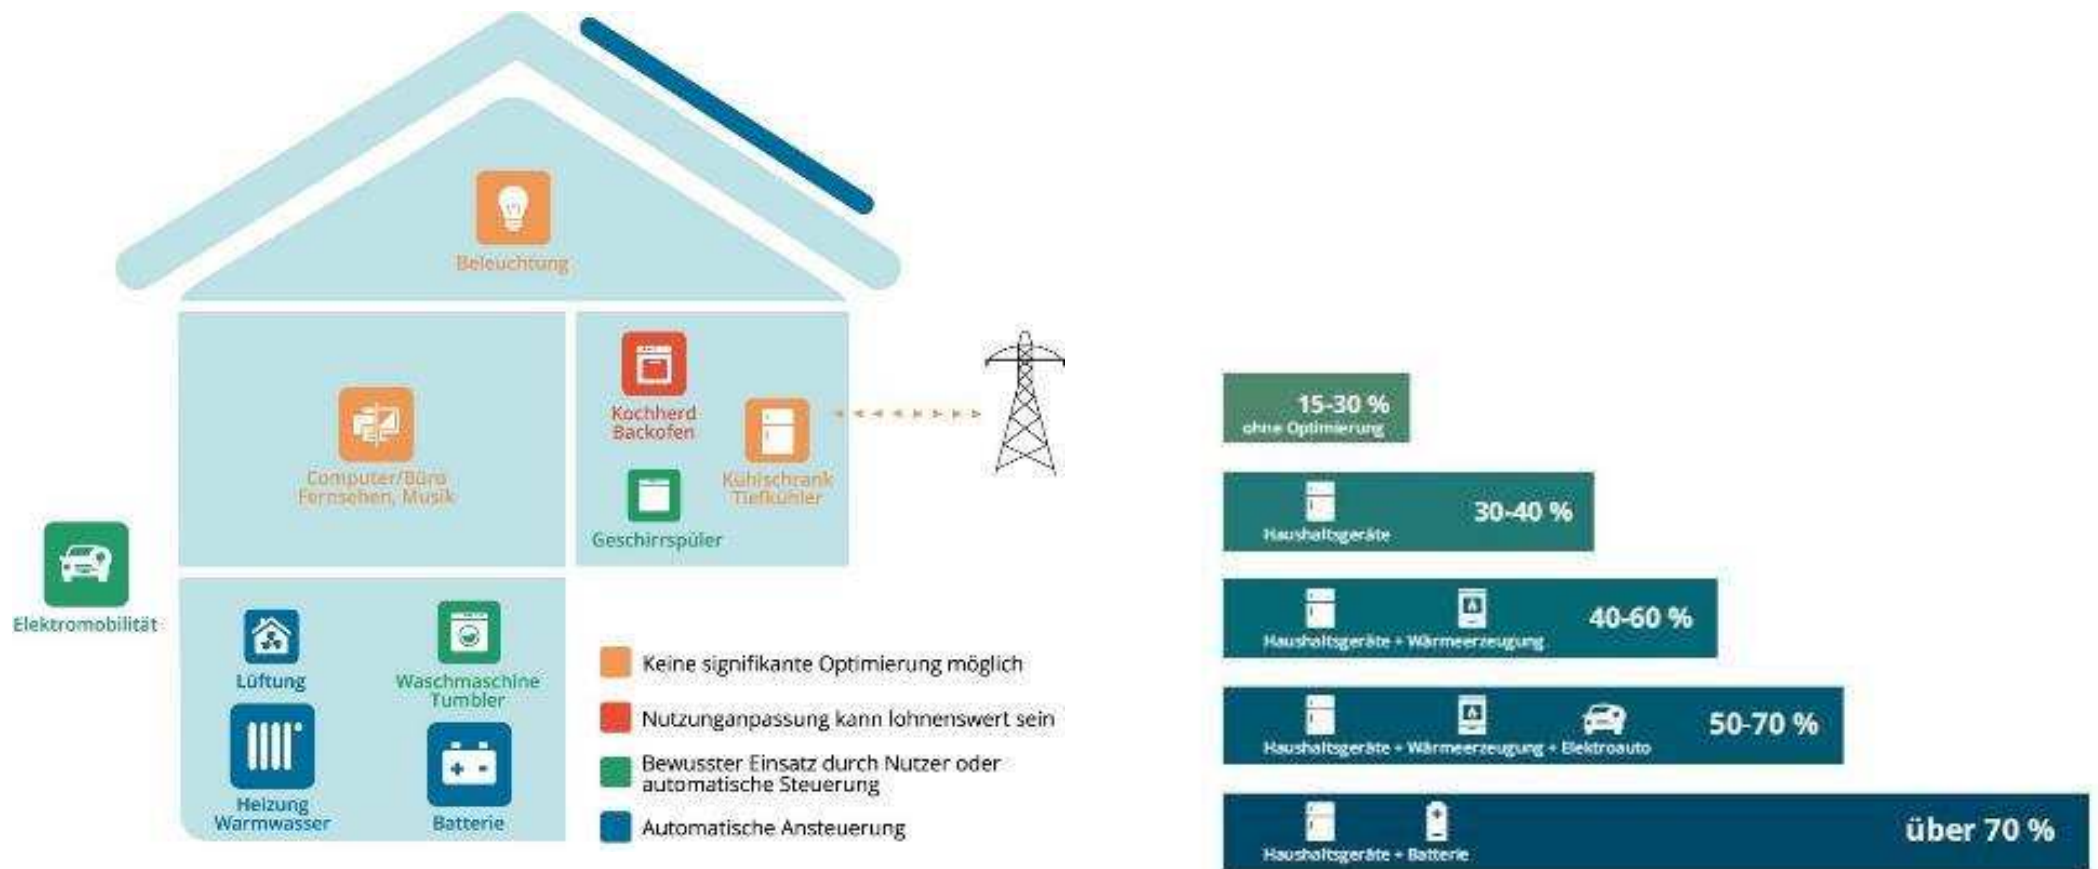 Beleuchtung
Computer/Büro
Fernsehen, Musik
Kochherd
Backofen
Kühlschrank
Tiefkühler
Geschirrspüler
Elektromobilität
Lüftung
Waschmaschine
Tumbler
Heizung
Warmwasser
Batterie
Keine signifikante Optimierung möglich
Nutzunganpassung kann lohnenswert sein
Bewusster Einsatz durch Nutzer oder
automatische Steuerung
Automatische Ansteuerung
15-30 %
ohne Optimierung
30-40 %
Haushaltsgeräte
40-60 %
Haushaltsgeräte + Wärmeerzeugung
50-70 %
Haushaltsgeräte + Wärmeerzeugung + Elektroauto
über 70 %
Haushaltsgeräte + Batterie